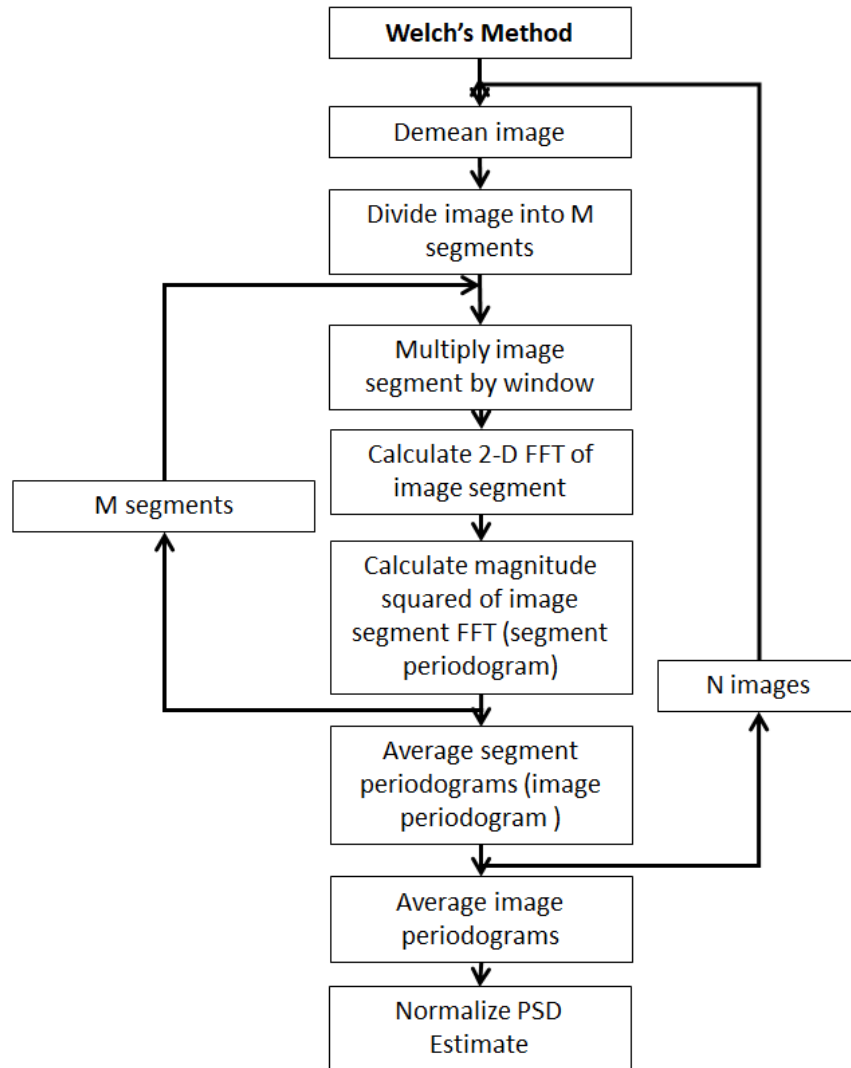 Welch’s Method
Demean image
Divide image into M
segments
Multiply image
segment by window
Calculate 2-D FFT of
image segment
M segments
Calculate magnitude
squared of image
segment FFT (segment
periodogram)
N images
Average segment
periodograms (image
periodogram )
Average image
periodograms
Normalize PSD
Estimate